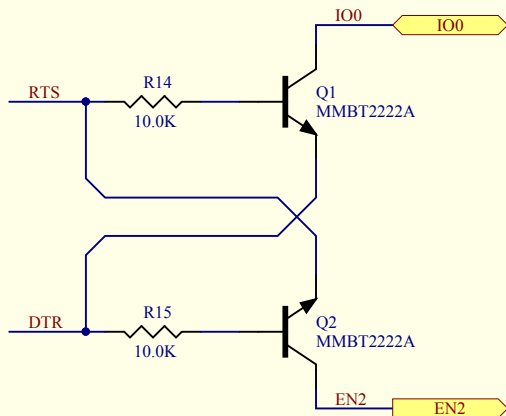 IO0
IO0
RTS
R14
10.0K
Q1
MMBT2222A
DTR
R15
10.0K
Q2
MMBT2222A
EN2
EN2